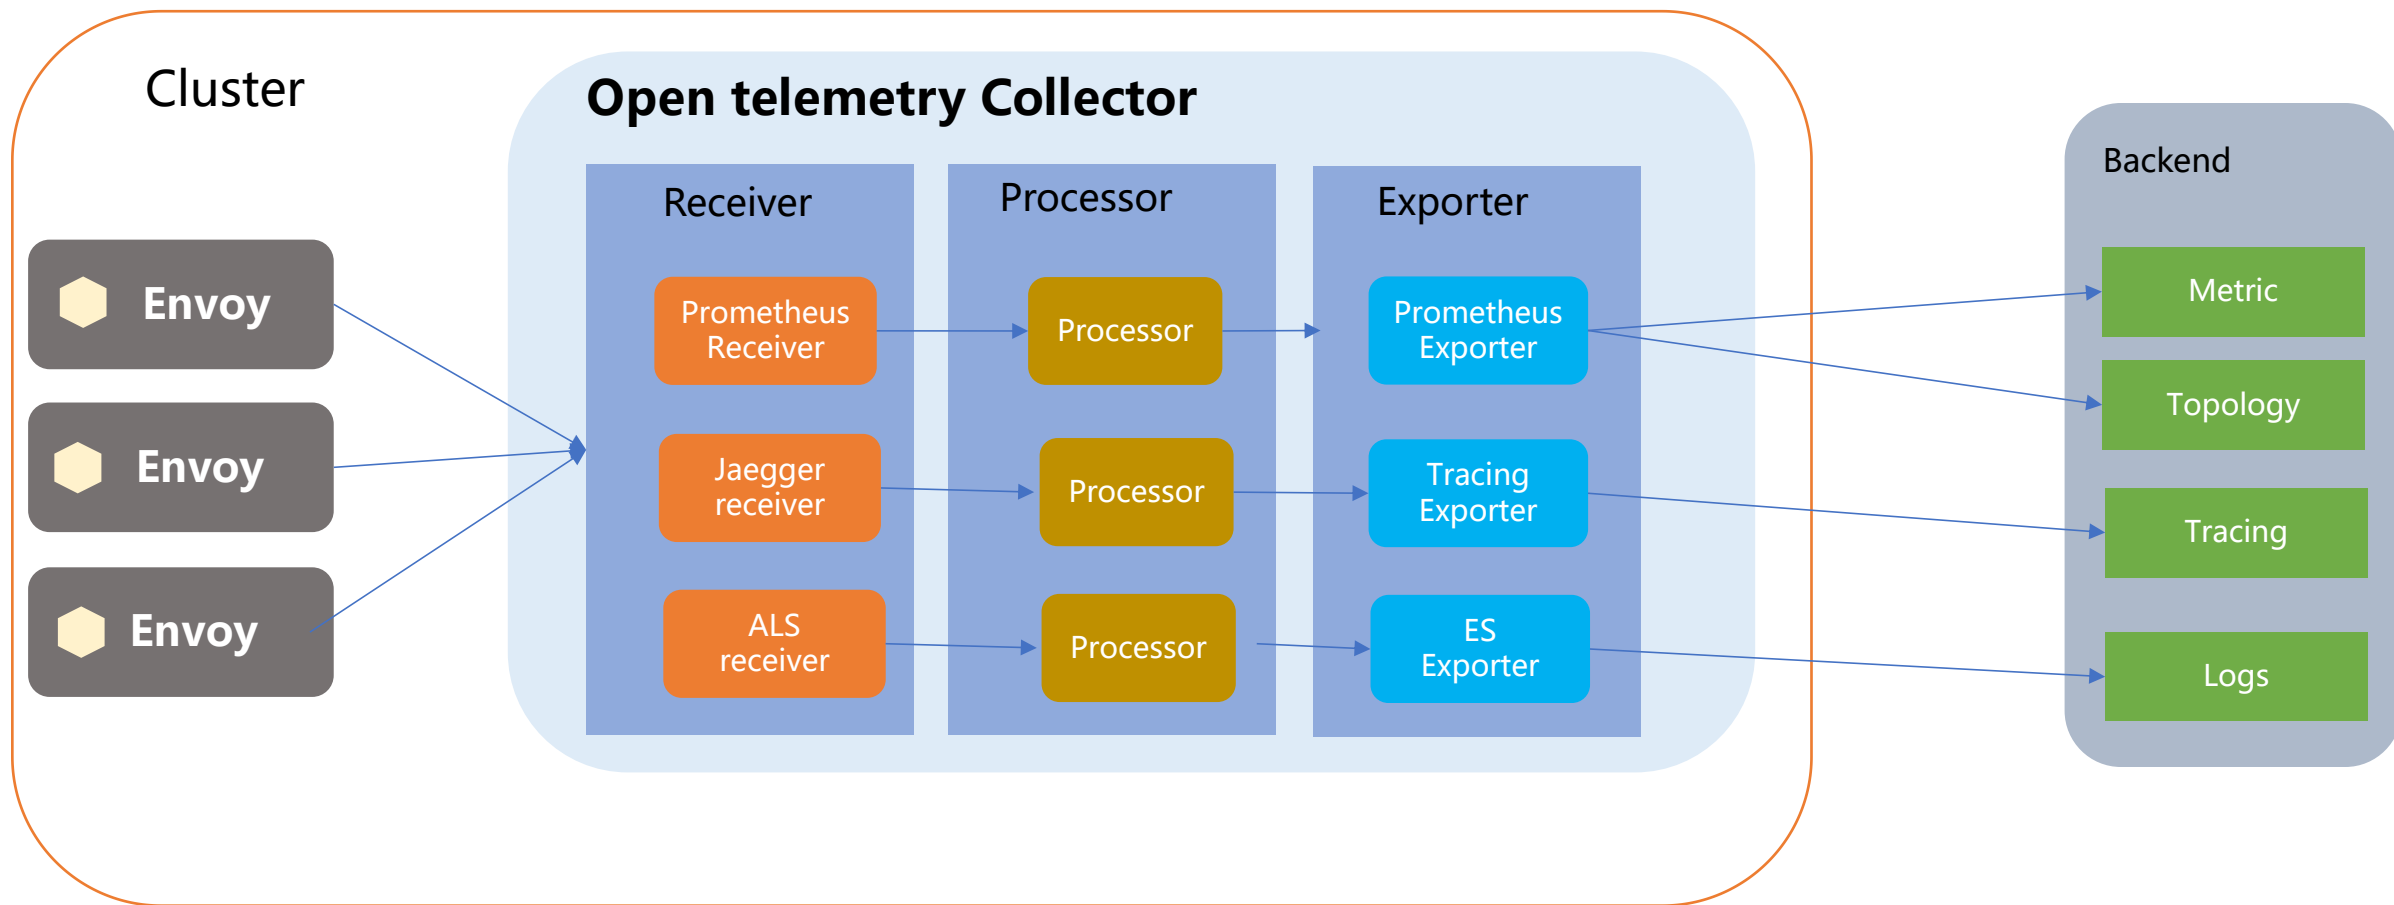 Cluster
Open telemetry Collector
Backend
Receiver
Processor
Exporter
Envoy
Envoy
Envoy
Prometheus
Receiver
Processor
Prometheus
Exporter
Jaegger
receiver
Processor
Tracing
Exporter
ALS
receiver
Processor
ES
Exporter
Metric
Topology
Tracing
Logs